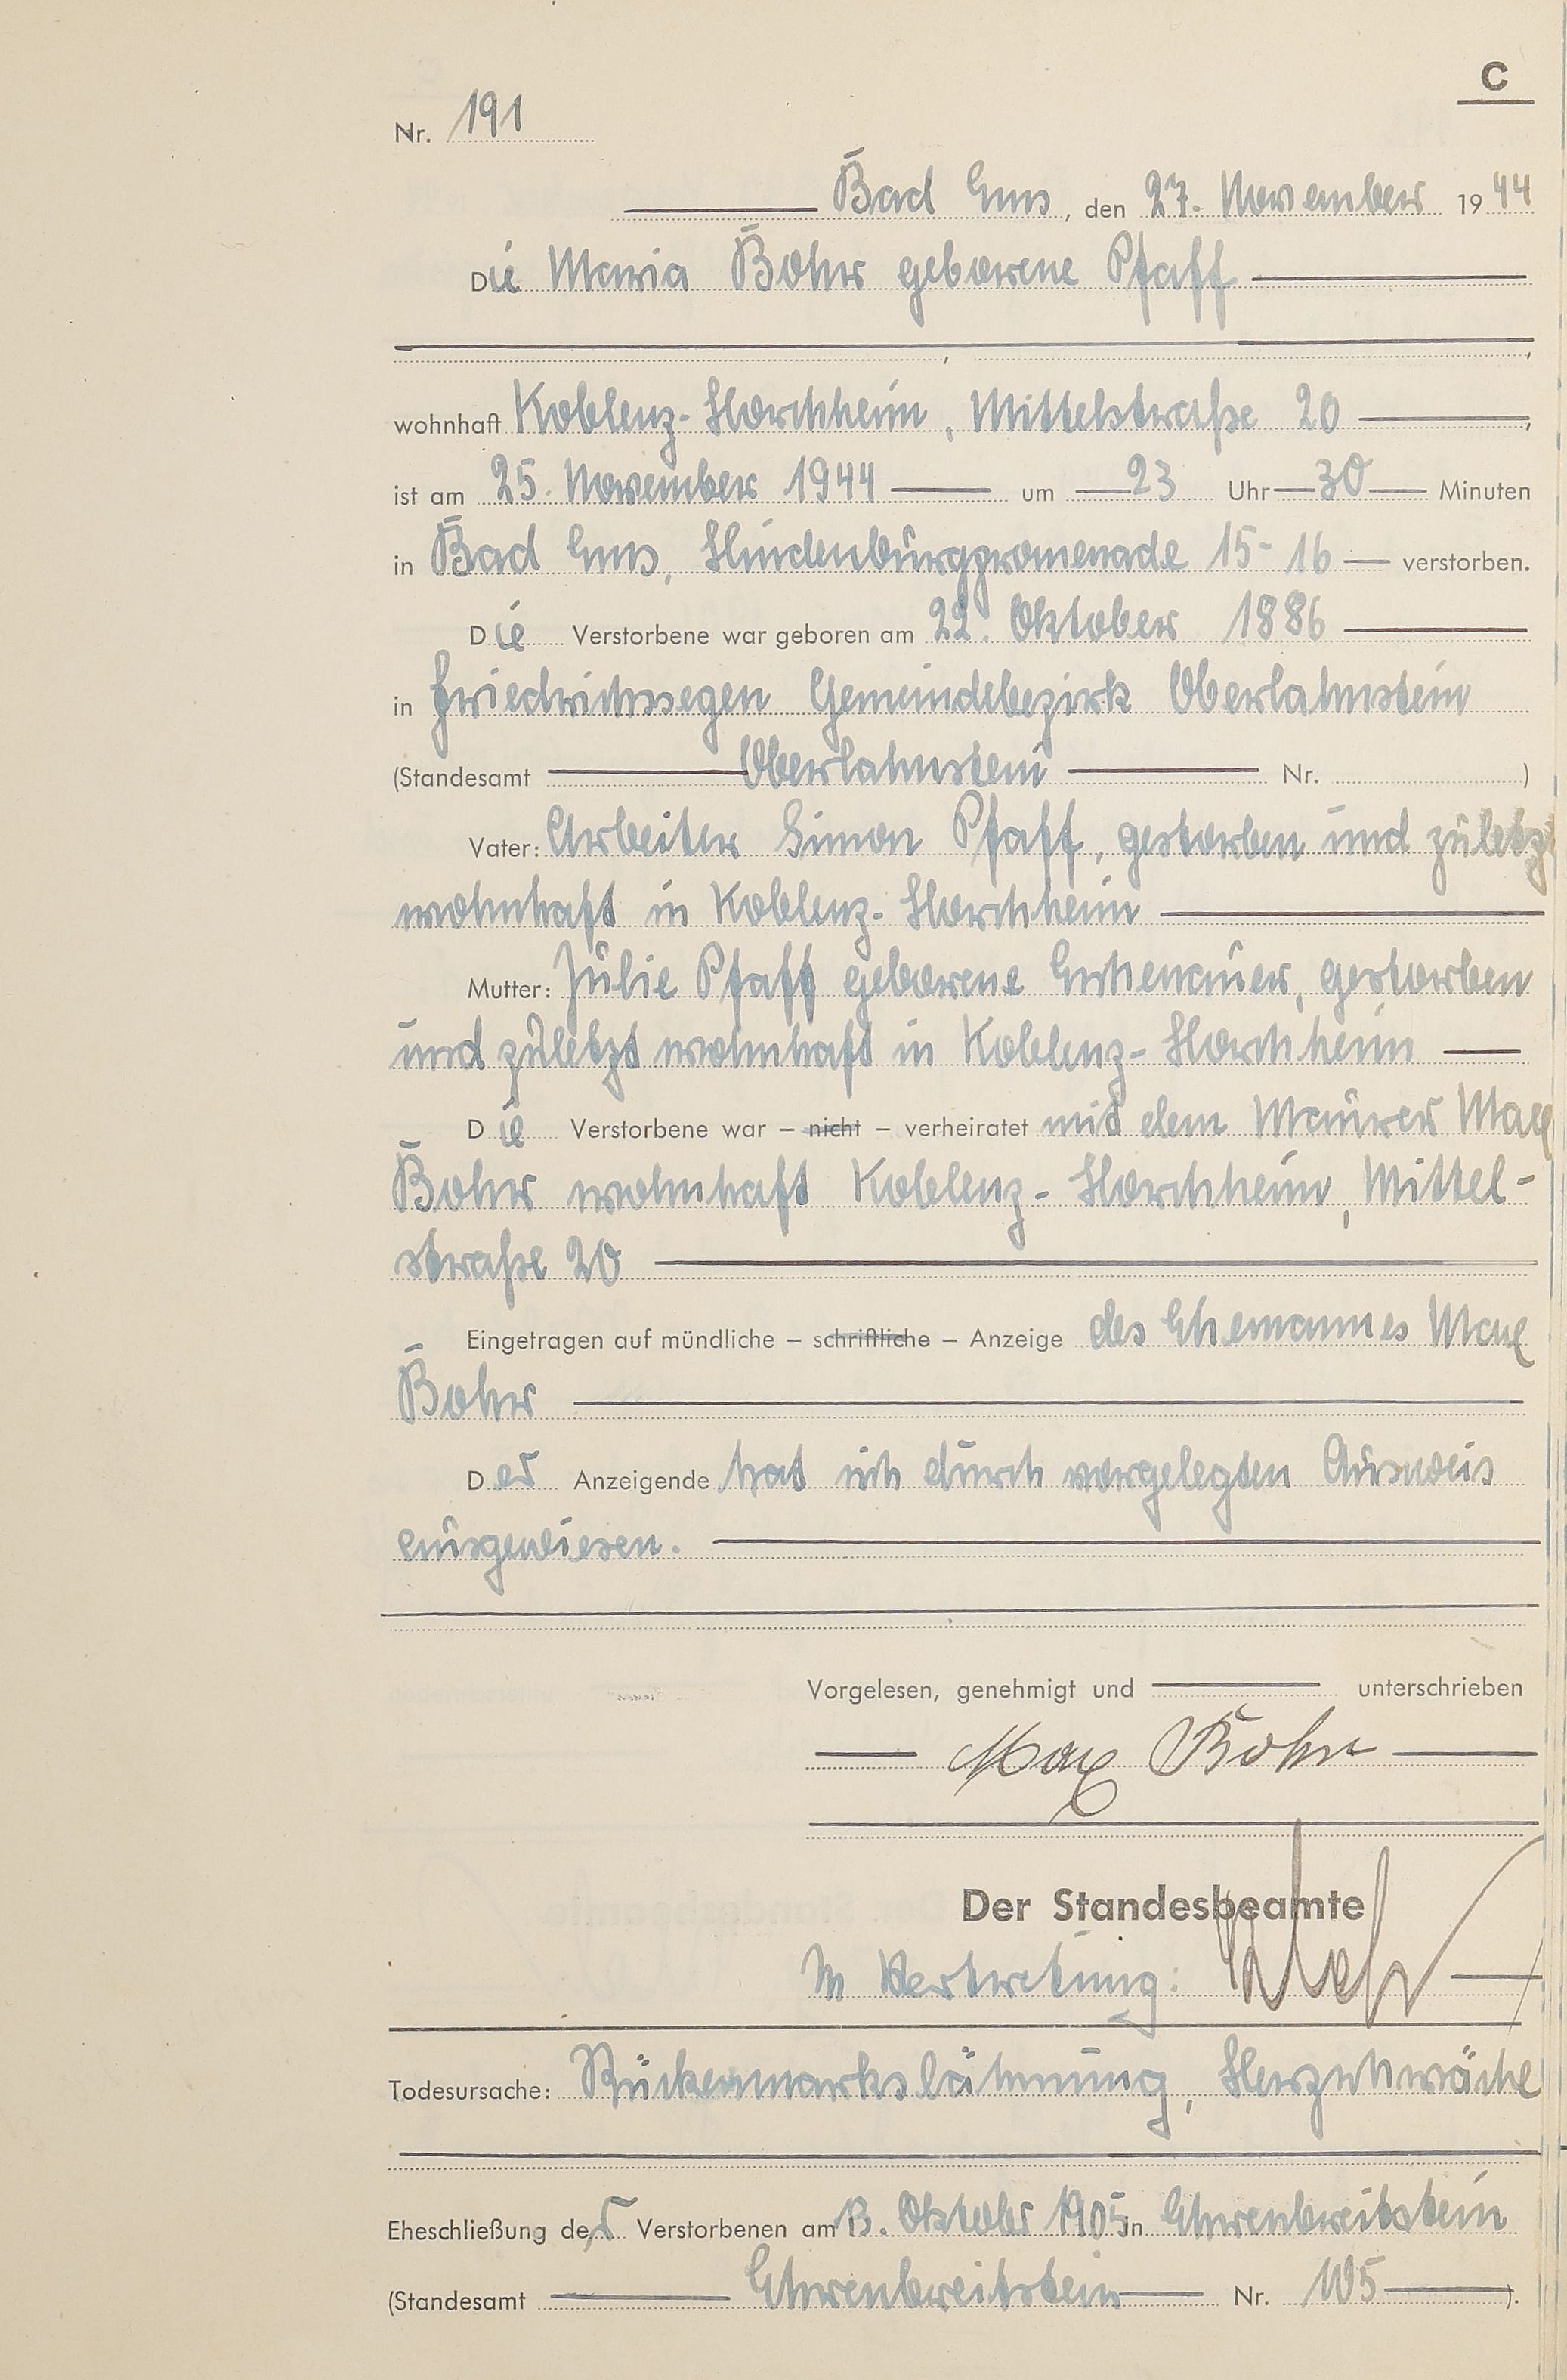 C
Nr. 191
Bad Ems, den 27. November 1944
Die Maria Bohr geborene Pfaff
wohnhaft Koblenz-Horchheim, Mittelstraße 20,
ist am 25. November 1944 um 23 Uhr 30 Minuten
in Bad Ems, Hindenburgpromenade 15-16 verstorben.
Die Verstorbene war geboren am 22. Oktober 1886
in Friedrichssegen Gemeindebezirk Oberlahnstein
(Standesamt Oberlahnstein Nr. )
Vater: Arbeiter Simon Pfaff, gestorben und zuletzt
wohnhaft in Koblenz-Horchheim
Mutter: Julie Pfaff geborene Eschenauer, gestorben
und zuletzt wohnhaft in Koblenz-Horchheim
Die Verstorbene war – nicht – verheiratet mit dem Maurer Max
Bohr wohnhaft Koblenz-Horchheim, Mittel-
straße 20
Eingetragen auf mündliche – schriftliche – Anzeige des Ehemannes Max
Bohr
Der Anzeigende hat sich durch vorgelegten Ausweis
ausgewiesen.
Vorgelesen, genehmigt und unterschrieben
Max Bohr
Der Standesbeamte
In Vertretung:
Todesursache: Rückenmarkslähmung, Herzschwäche
Eheschließung der Verstorbenen am 13. Oktober 1905 in Ehrenbreitstein
(Standesamt Ehrenbreitstein Nr. 105).